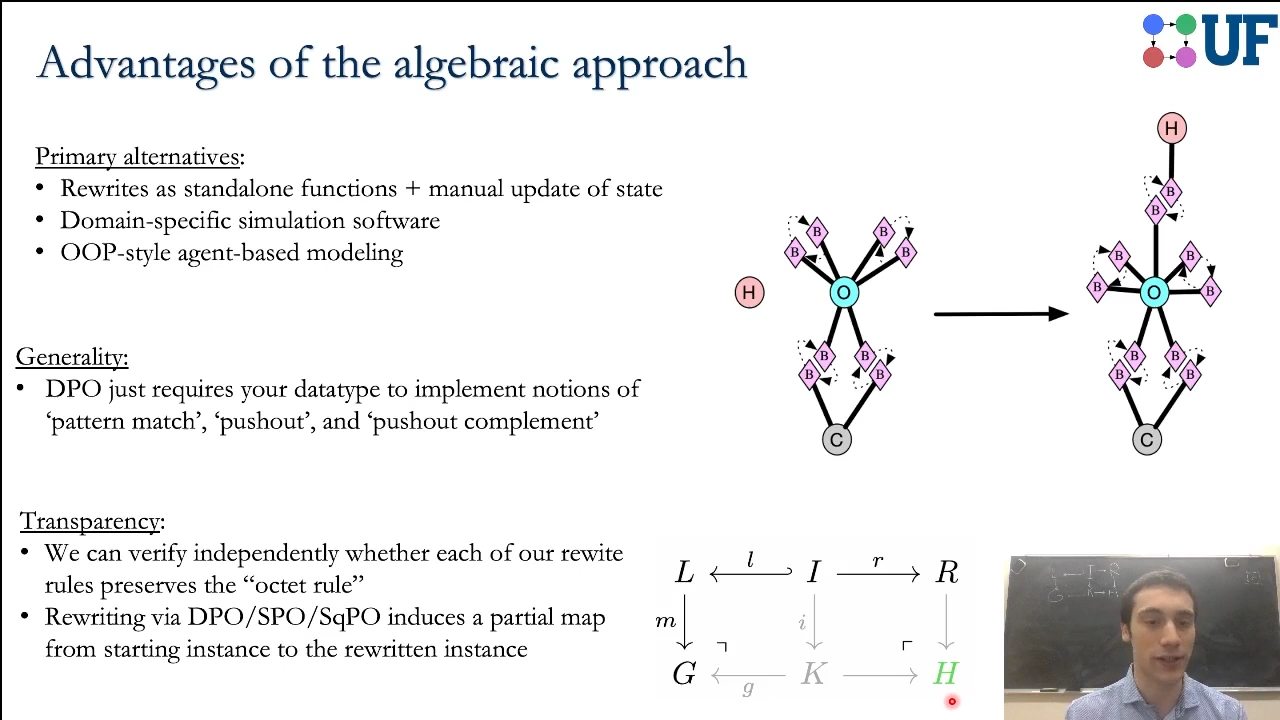 Advantages of the algebraic approach
UF
Primary alternatives:
• Rewrites as standalone functions + manual update of state
• Domain-specific simulation software
• OOP-style agent-based modeling
Generality:
• DPO just requires your datatype to implement notions of
'pattern match', 'pushout', and 'pushout complement'
Transparency:
• We can verify independently whether each of our rewite
rules preserves the "octet rule"
• Rewriting via DPO/SPO/SqPO induces a partial map
from starting instance to the rewritten instance
H
B
B
B
B
H
O
B
B
B
B
C
H
B
B
B
B
B
O
B
B
B
B
B
C
L l I r R
m i
G g K H